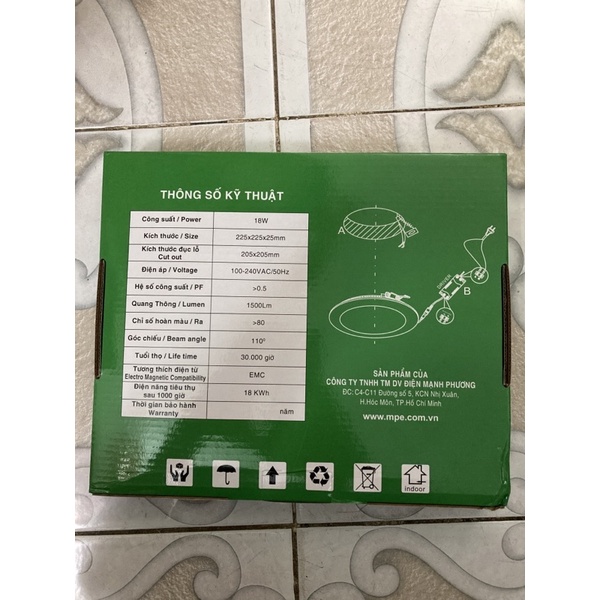 THÔNG SỐ KỸ THUẬT
Công suất / Power 18W
Kích thước / Size 225x225x25mm
Kích thước đục lỗ
Cut out 205x205mm
Điện áp / Voltage 100-240VAC/50Hz
Hệ số công suất / PF >0.5
Quang Thông / Lumen 1500Lm
Chỉ số hoàn màu / Ra >80
Góc chiếu / Beam angle 110°
Tuổi thọ / Life time 30.000 giờ
Tương thích điện từ
Electro Magnetic Compatibility EMC
Điện năng tiêu thụ
sau 1000 giờ 18 KWh
Thời gian bảo hành
Warranty năm
A
DRIVER
B
SẢN PHẨM CỦA
CÔNG TY TNHH TM DV ĐIỆN MẠNH PHƯƠNG
ĐC: C4-C11 Đường số 5, KCN Nhị Xuân,
H.Hóc Môn, TP.Hồ Chí Minh
www.mpe.com.vn
indoor